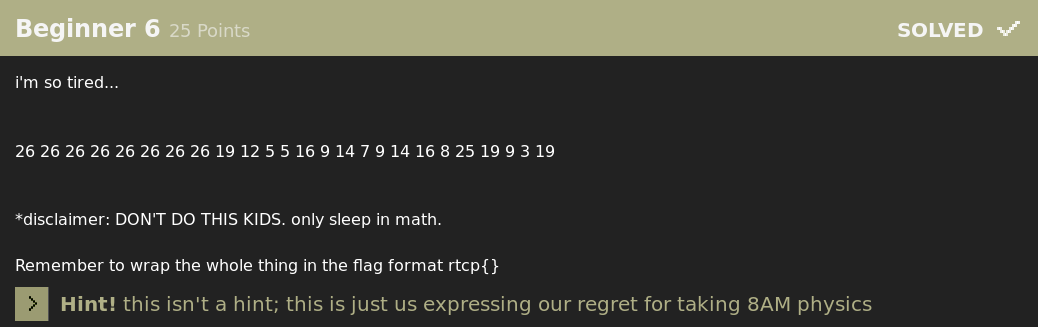 Beginner 6 25 Points SOLVED
i'm so tired...
26 26 26 26 26 26 26 26 19 12 5 5 16 9 14 7 9 14 16 8 25 19 9 3 19
*disclaimer: DON'T DO THIS KIDS. only sleep in math.
Remember to wrap the whole thing in the flag format rtcp{}
Hint! this isn't a hint; this is just us expressing our regret for taking 8AM physics